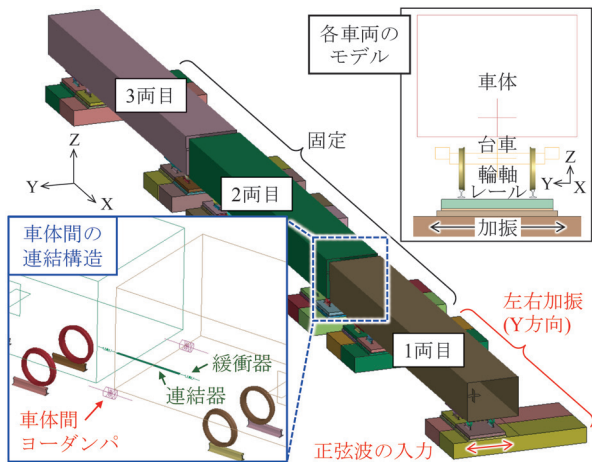 3両目
固定
2両目
Z
Y
X
各車両の
モデル
車体
台車
輪軸
レール
Z
Y
X
加振
車体間の
連結構造
緩衝器
連結器
車体間
ヨーダンパ
1両目
左右加振
(Y方向)
正弦波の入力